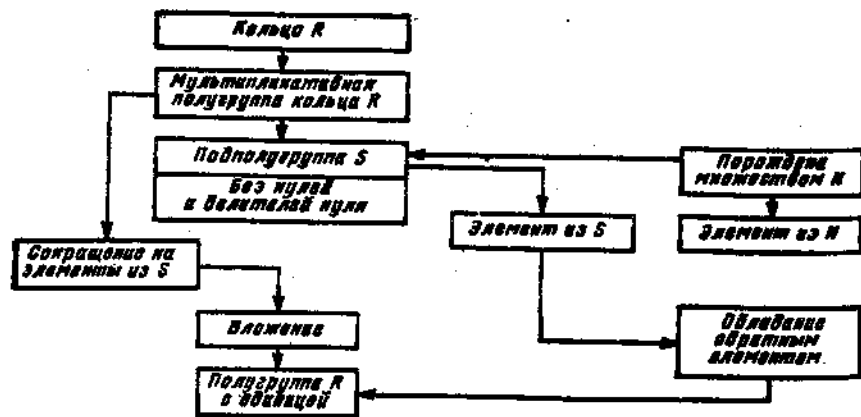 Кольцо R
Мультипликативная
полугруппа кольца R
Подполугруппа S
Без нулей
и делителей нуля
Порождена
множеством N
Элемент из S
Элемент из N
Сокращение на
элементы из S
Вложение
Обладание
обратным
элементом
Полугруппа R
с единицей